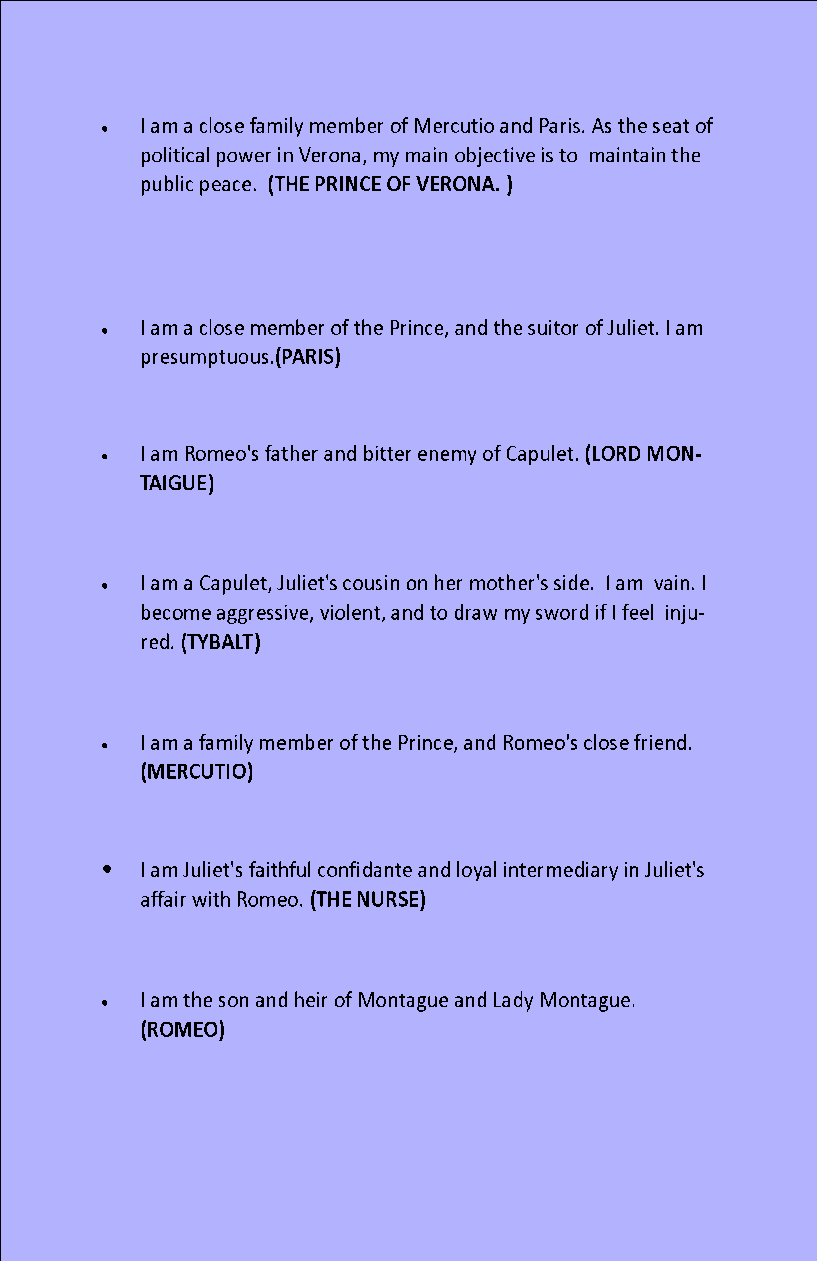 • I am a close family member of Mercutio and Paris. As the seat of
political power in Verona, my main objective is to  maintain the
public peace.  (THE PRINCE OF VERONA. )
• I am a close member of the Prince, and the suitor of Juliet. I am
presumptuous.(PARIS)
• I am Romeo's father and bitter enemy of Capulet. (LORD MON-
TAIGUE)
• I am a Capulet, Juliet's cousin on her mother's side.  I am  vain. I
become aggressive, violent, and to draw my sword if I feel  inju-
red. (TYBALT)
• I am a family member of the Prince, and Romeo's close friend.
(MERCUTIO)
• I am Juliet's faithful confidante and loyal intermediary in Juliet's
affair with Romeo. (THE NURSE)
• I am the son and heir of Montague and Lady Montague.
(ROMEO)